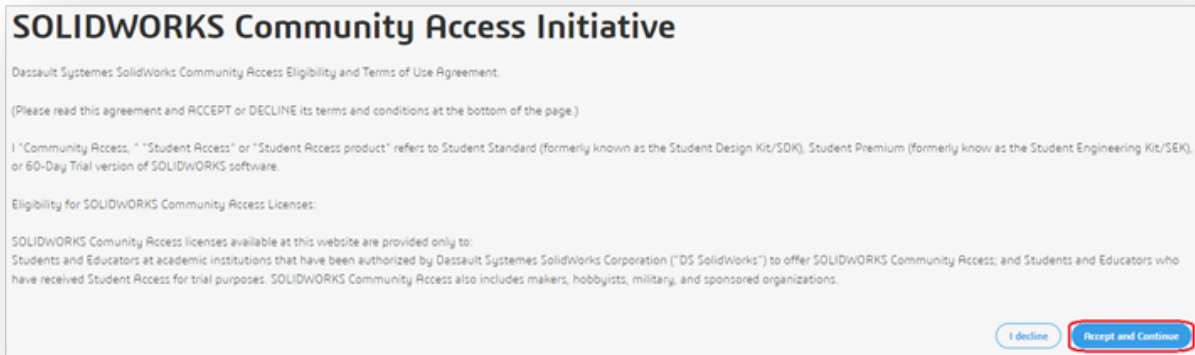 SOLIDWORKS Community Access Initiative
Dassault Systemes SolidWorks Community Access Eligibility and Terms of Use Agreement.
(Please read this agreement and ACCEPT or DECLINE its terms and conditions at the bottom of the page.)
I "Community Access, " "Student Access" or "Student Access product" refers to Student Standard (formerly known as the Student Design Kit/SDK), Student Premium (formerly know as the Student Engineering Kit/SEK),
or 60-Day Trial version of SOLIDWORKS software.
Eligibility for SOLIDWORKS Community Access Licenses:
SOLIDWORKS Comunity Access licenses available at this website are provided only to:
Students and Educators at academic institutions that have been authorized by Dassault Systemes SolidWorks Corporation ("DS SolidWorks") to offer SOLIDWORKS Community Access; and Students and Educators who
have received Student Access for trial purposes. SOLIDWORKS Community Access also includes makers, hobbyists, military, and sponsored organizations.
I decline Accept and Continue